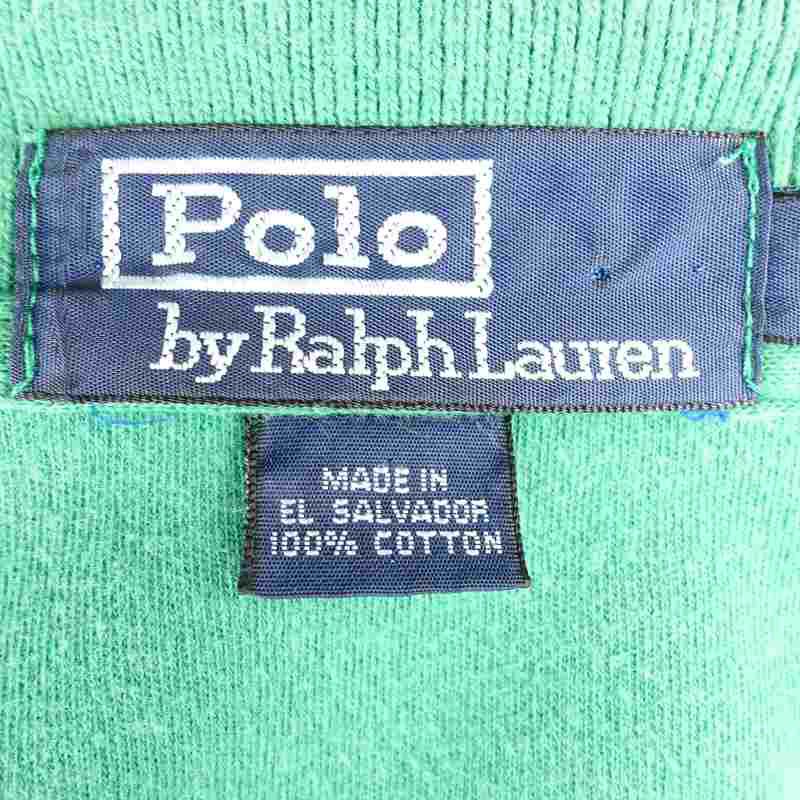 Polo
by Ralph Lauren
MADE IN
EL SALVADOR
100% COTTON